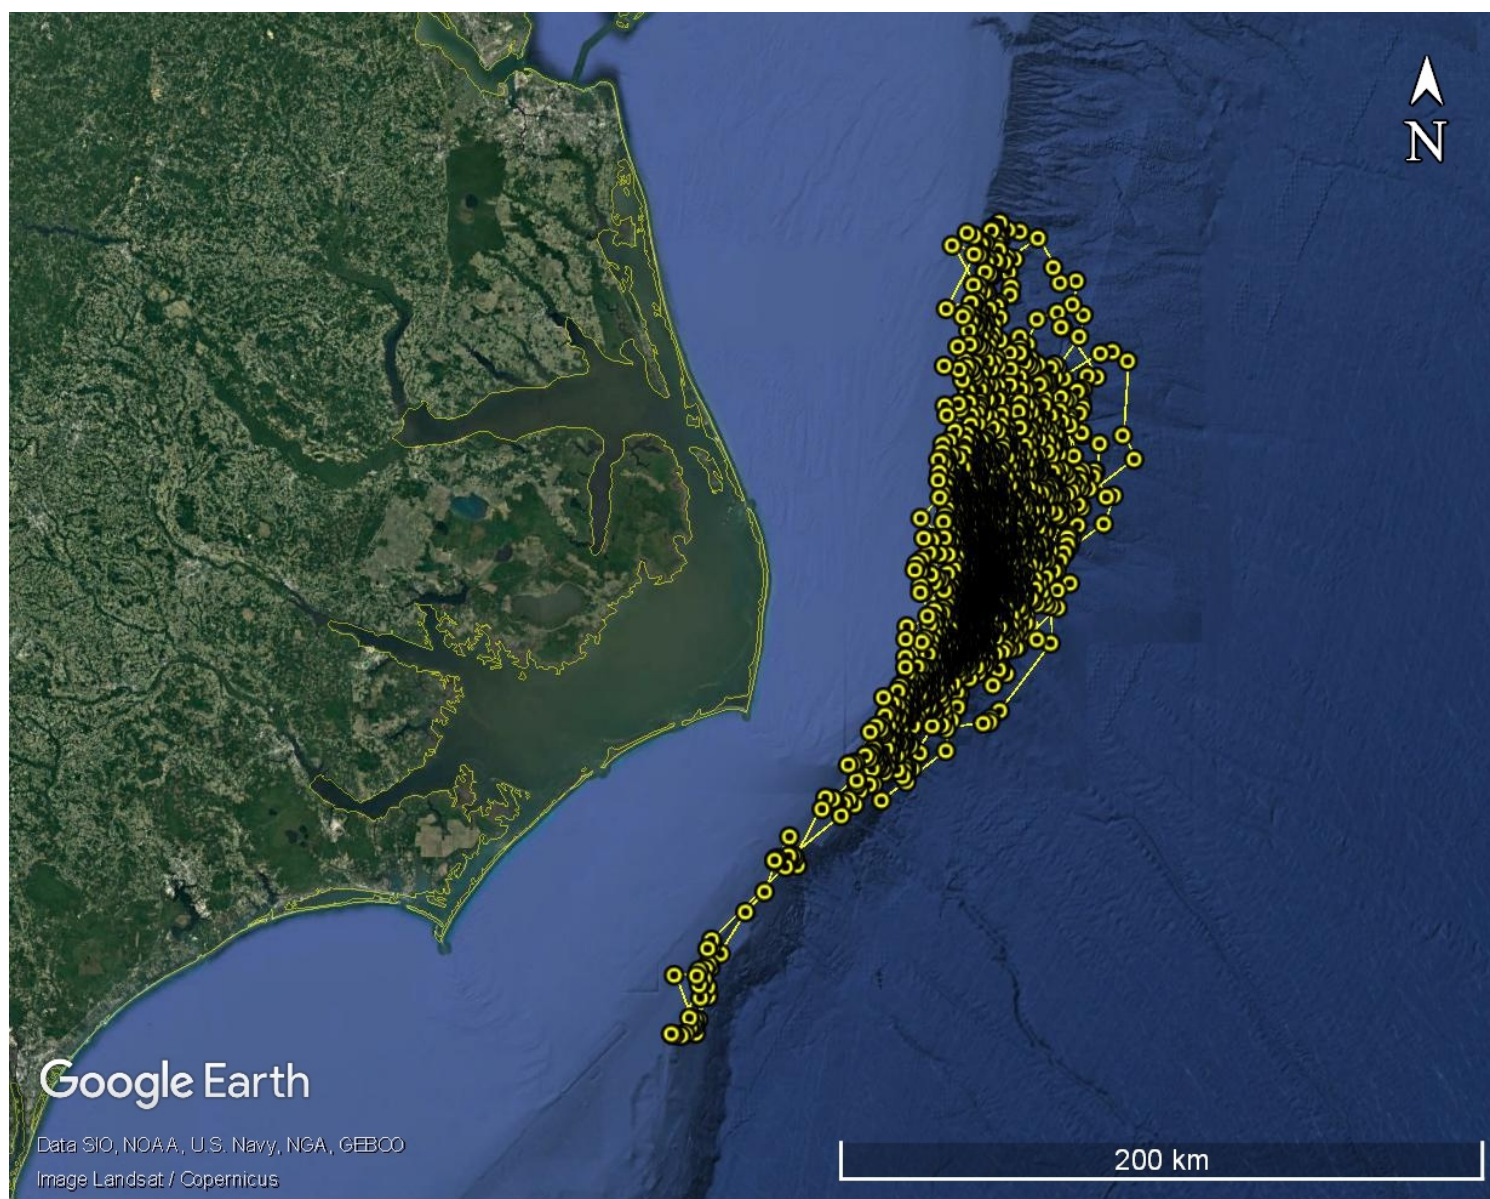 N
Google Earth
Data SIO, NOAA, U.S. Navy, NGA, GEBCO
Image Landsat / Copernicus
200 km